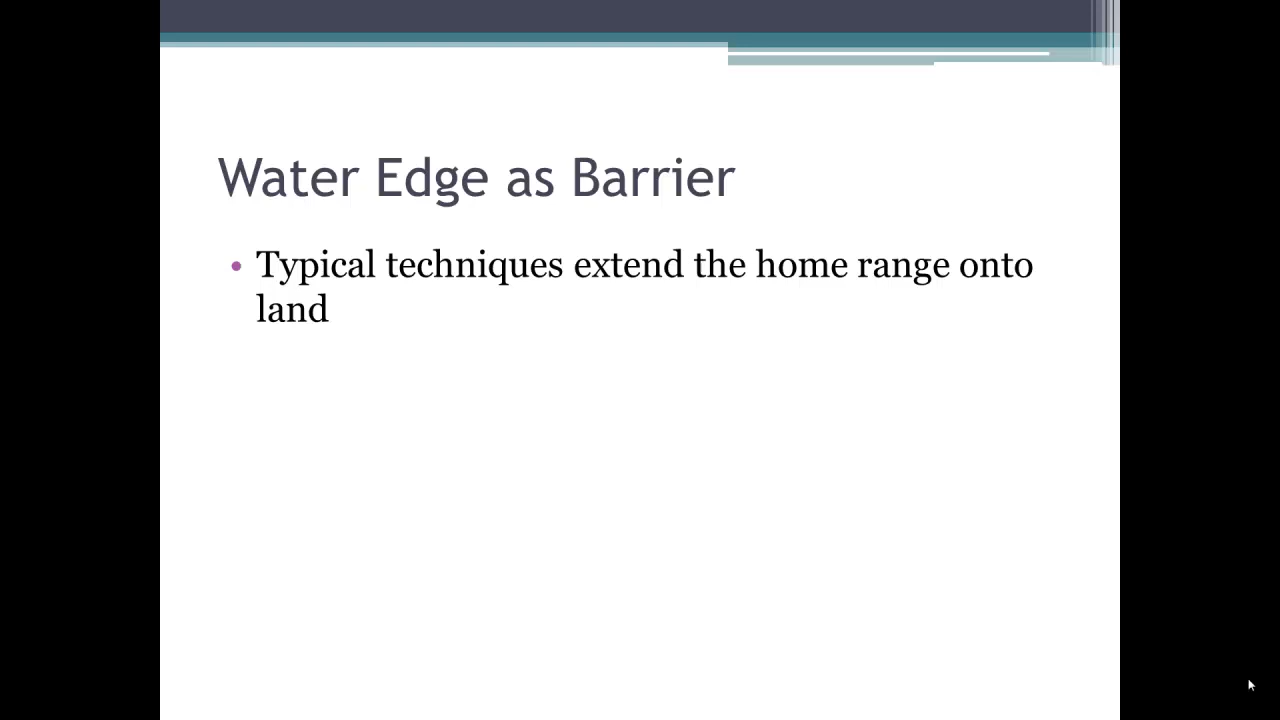 Water Edge as Barrier
• Typical techniques extend the home range onto
land